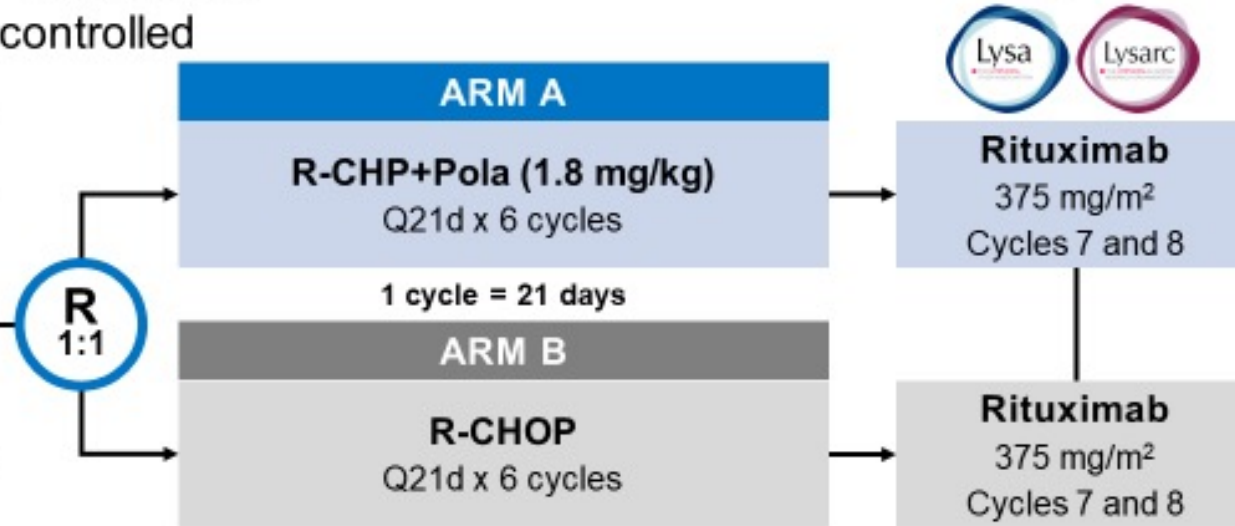 controlled
Lysa
Lysarc
ARM A
R-CHP+Pola (1.8 mg/kg)
Q21d x 6 cycles
Rituximab
375 mg/m²
Cycles 7 and 8
R
1:1
1 cycle = 21 days
ARM B
R-CHOP
Q21d x 6 cycles
Rituximab
375 mg/m²
Cycles 7 and 8